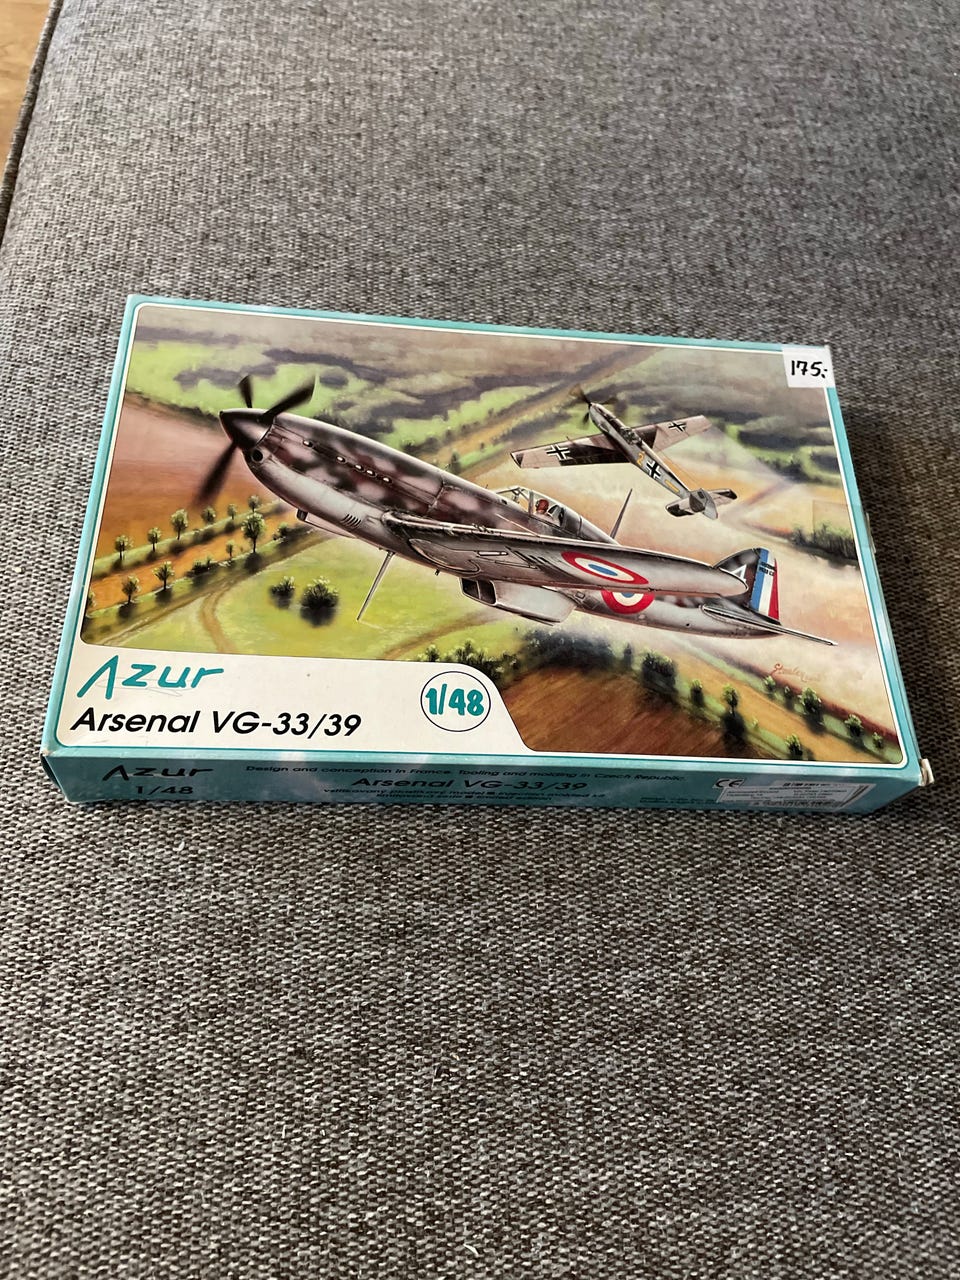 175:-
Azur
1/48
Arsenal VG-33/39
Azur
Design and conception in France. Tooling and molding in Czech Republic.
1/48
Arsenal VG-33/39
CE